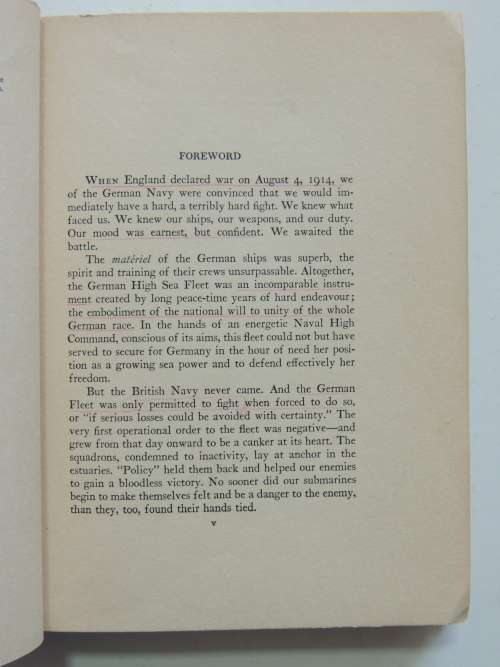 FOREWORD
WHEN England declared war on August 4, 1914, we
of the German Navy were convinced that we would im-
mediately have a hard, a terribly hard fight. We knew what
faced us. We knew our ships, our weapons, and our duty.
Our mood was earnest, but confident. We awaited the
battle.
The matériel of the German ships was superb, the
spirit and training of their crews unsurpassable. Altogether,
the German High Sea Fleet was an incomparable instru-
ment created by long peace-time years of hard endeavour;
the embodiment of the national will to unity of the whole
German race. In the hands of an energetic Naval High
Command, conscious of its aims, this fleet could not but have
served to secure for Germany in the hour of need her posi-
tion as a growing sea power and to defend effectively her
freedom.
But the British Navy never came. And the German
Fleet was only permitted to fight when forced to do so,
or "if serious losses could be avoided with certainty." The
very first operational order to the fleet was negative—and
grew from that day onward to be a canker at its heart. The
squadrons, condemned to inactivity, lay at anchor in the
estuaries. "Policy" held them back and helped our enemies
to gain a bloodless victory. No sooner did our submarines
begin to make themselves felt and be a danger to the enemy,
than they, too, found their hands tied.
v